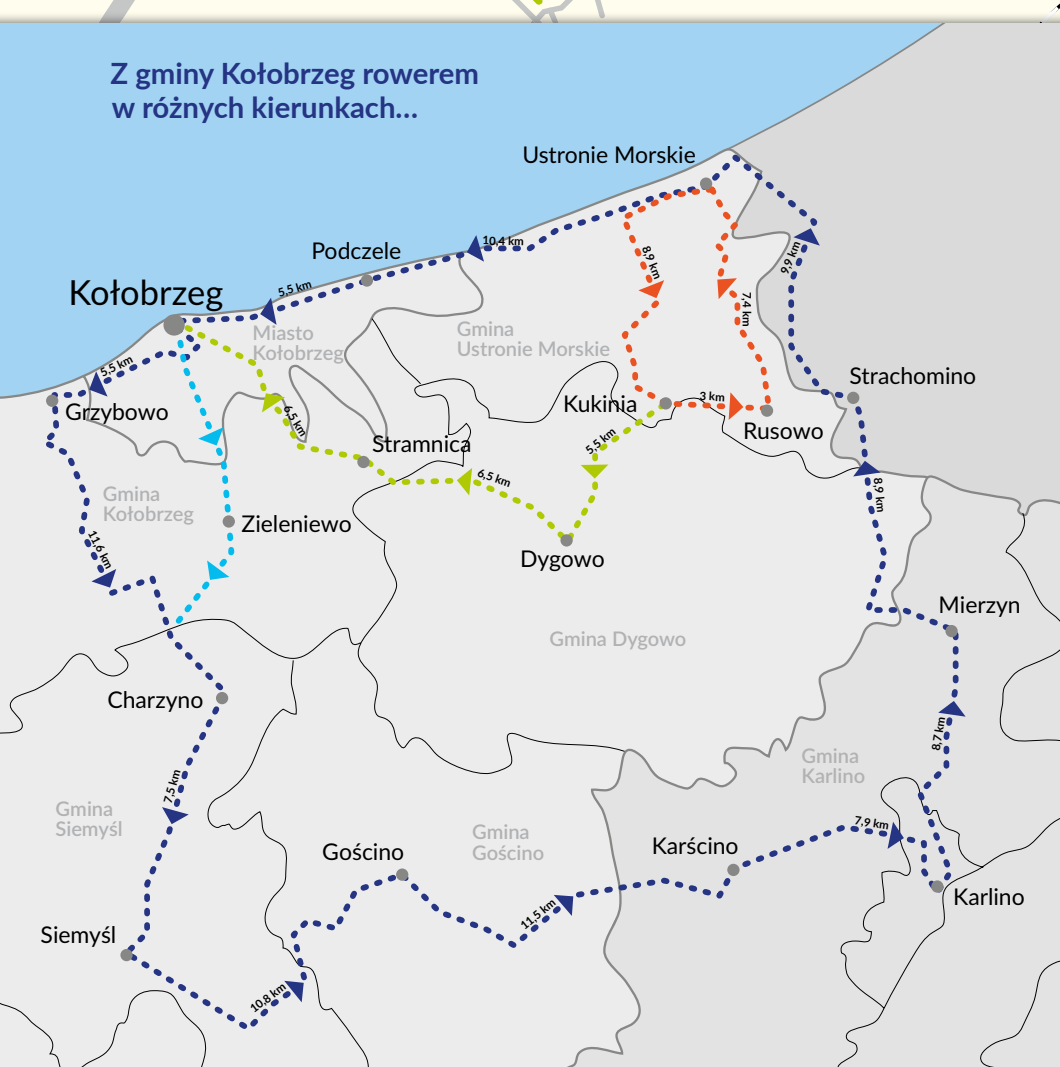 Z gminy Kołobrzeg rowerem
w różnych kierunkach...
Ustronie Morskie
10,4 km
Podczele
5,5 km
Kołobrzeg
8,9 km
9,9 km
7,4 km
Miasto
Kołobrzeg
Gmina
Ustronie Morskie
5,5 km
Grzybowo
6,5 km
Kukinia
3 km
Rusowo
Strachomino
Stramnica
5,5 km
6,5 km
8,9 km
Gmina
Kołobrzeg
Zieleniewo
11,6 km
Dygowo
Mierzyn
Gmina Dygowo
Charzyno
8,7 km
Gmina
Karlino
7,5 km
Gmina
Siemyśl
Gmina
Gościno
Gościno
Karścino
7,9 km
Karlino
11,5 km
Siemyśl
10,8 km